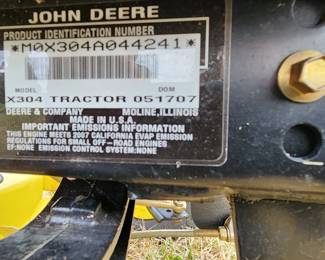 JOHN DEERE
PRODUCT IDENTIFICATION NUMBER
*M0X304A044241*
MODEL DOM
X304 TRACTOR 051707
DEERE & COMPANY MOLINE, ILLINOIS
MADE IN U.S.A.
IMPORTANT EMISSIONS INFORMATION
THIS ENGINE MEETS 2007 CALIFORNIA EVAP EMISSION
REGULATIONS FOR SMALL OFF-ROAD ENGINES
EF:NONE EMISSION CONTROL SYSTEM:NONE